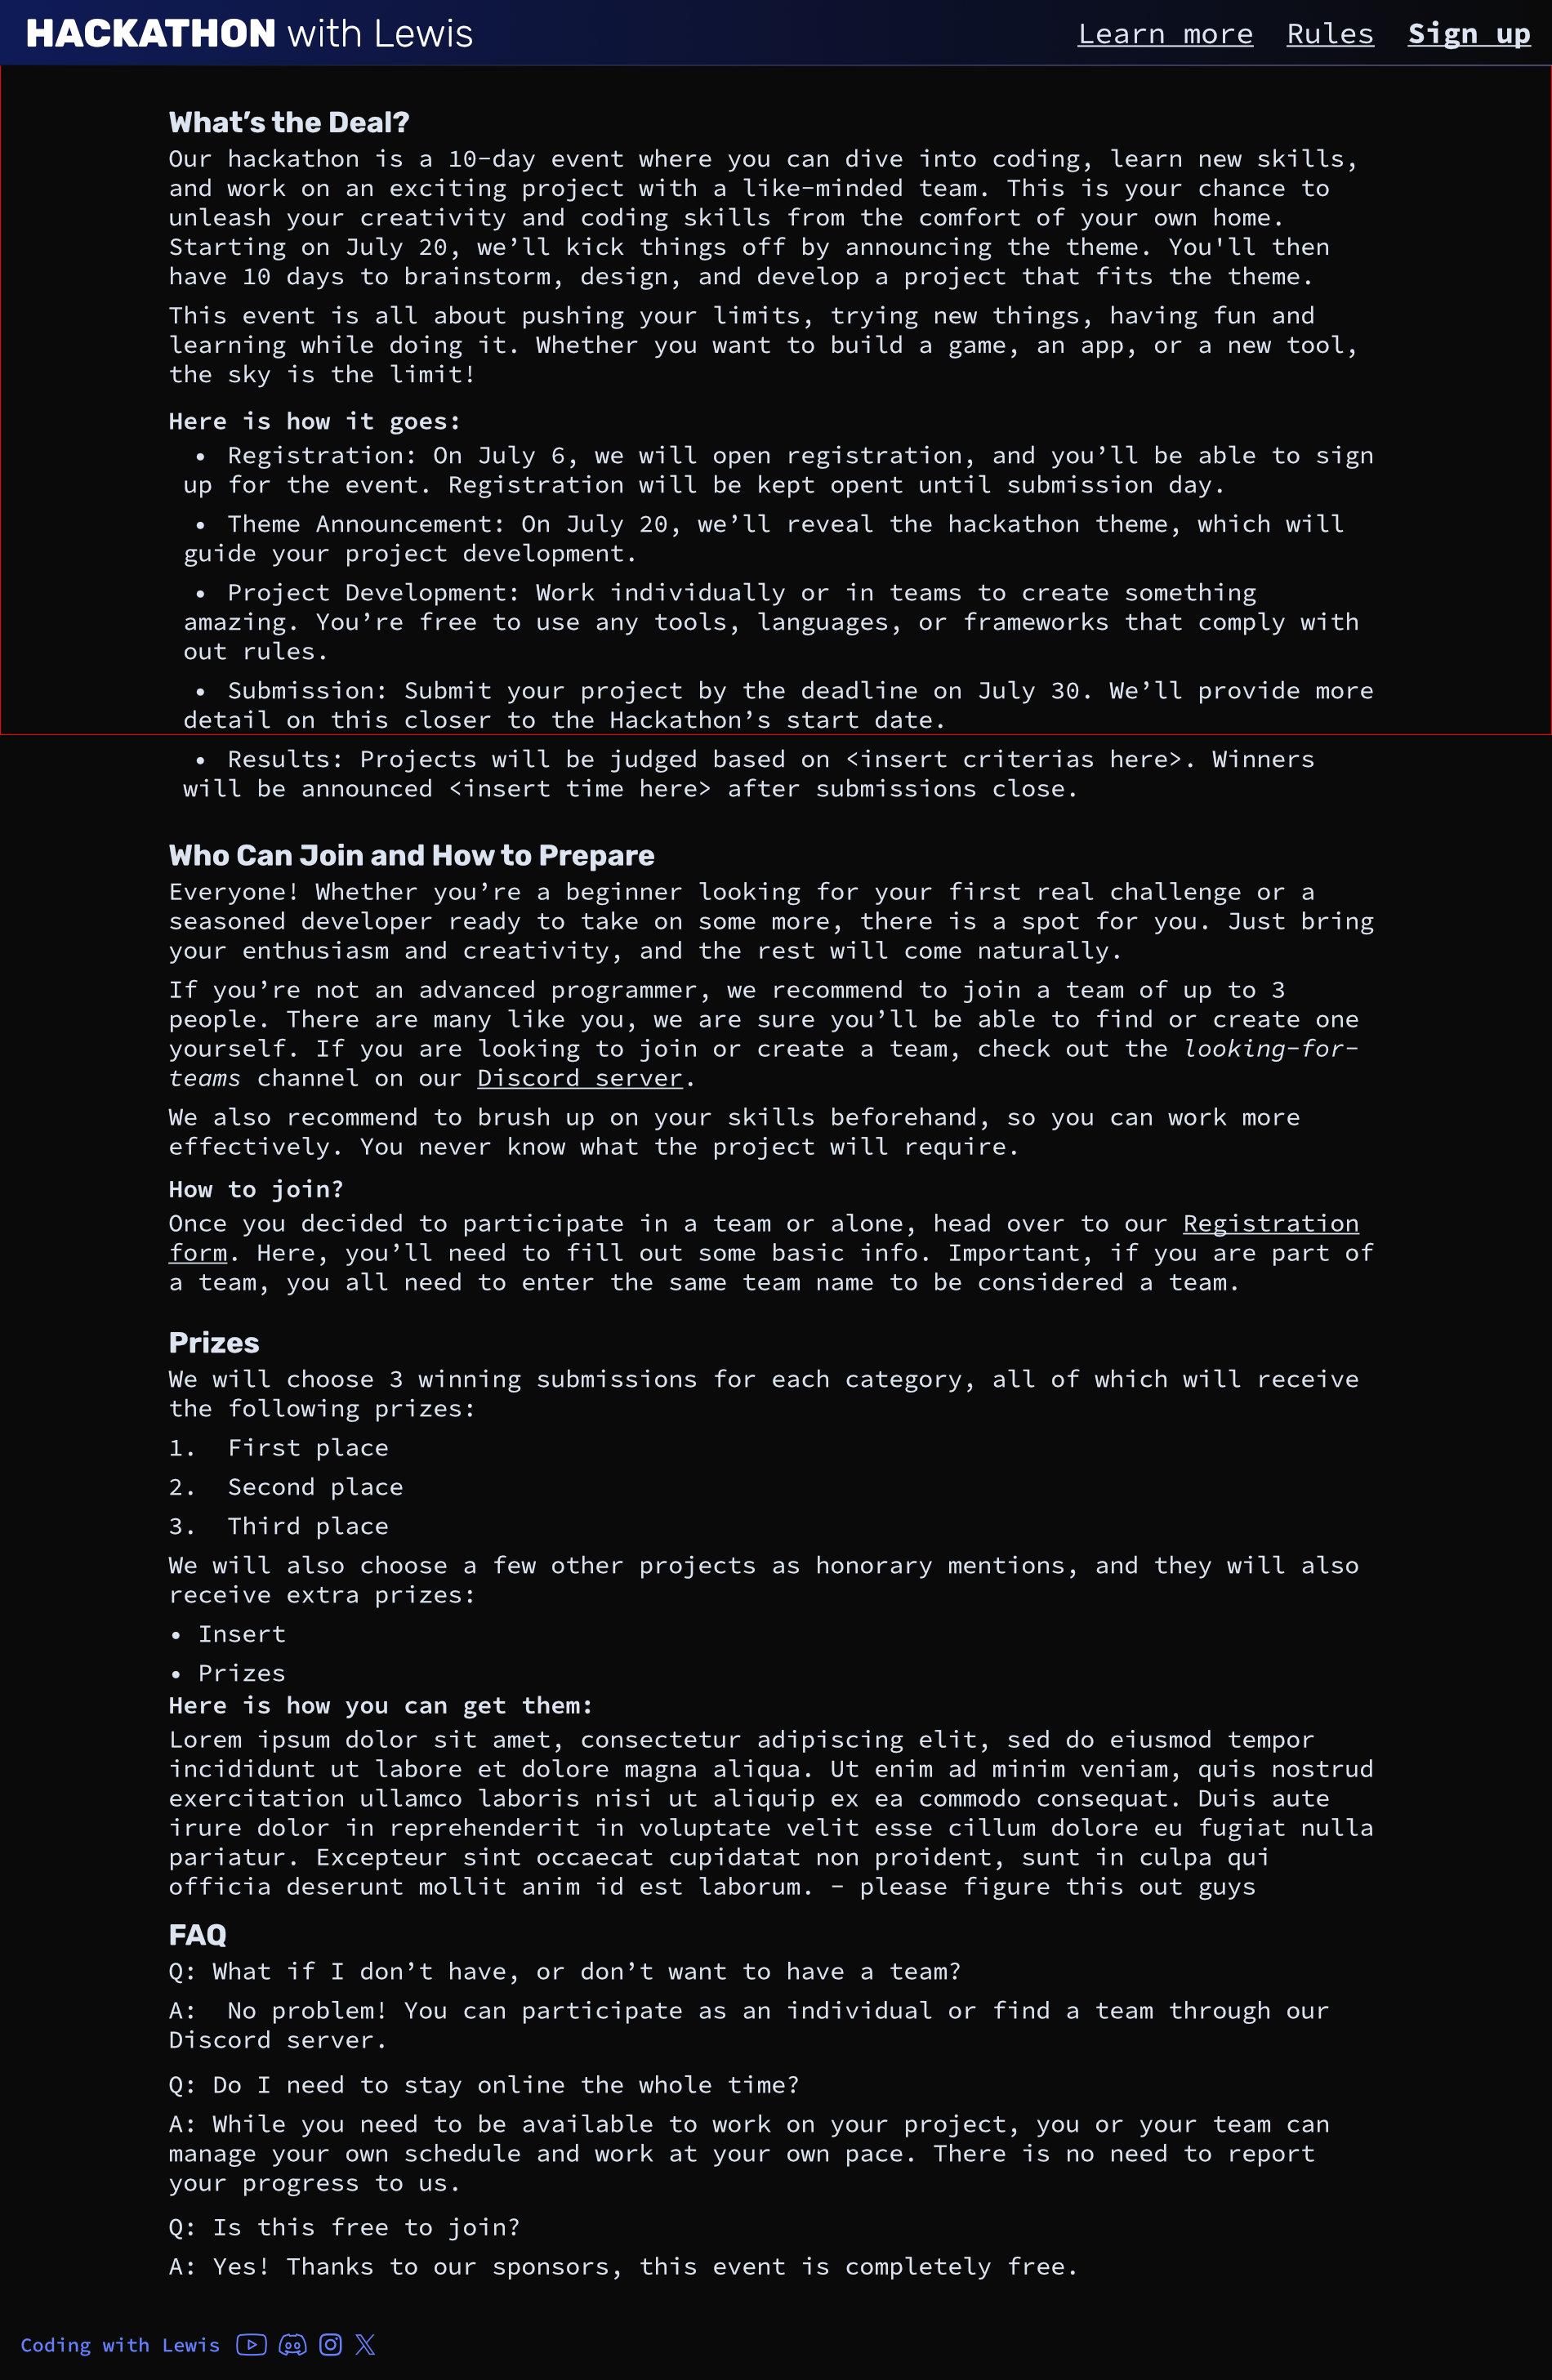 HACKATHON with Lewis
Learn more Rules Sign up
What’s the Deal?
Our hackathon is a 10-day event where you can dive into coding, learn new skills,
and work on an exciting project with a like-minded team. This is your chance to
unleash your creativity and coding skills from the comfort of your own home.
Starting on July 20, we’ll kick things off by announcing the theme. You'll then
have 10 days to brainstorm, design, and develop a project that fits the theme.
This event is all about pushing your limits, trying new things, having fun and
learning while doing it. Whether you want to build a game, an app, or a new tool,
the sky is the limit!
Here is how it goes:
• Registration: On July 6, we will open registration, and you’ll be able to sign
up for the event. Registration will be kept opent until submission day.
• Theme Announcement: On July 20, we’ll reveal the hackathon theme, which will
guide your project development.
• Project Development: Work individually or in teams to create something
amazing. You’re free to use any tools, languages, or frameworks that comply with
out rules.
• Submission: Submit your project by the deadline on July 30. We’ll provide more
detail on this closer to the Hackathon’s start date.
• Results: Projects will be judged based on <insert criterias here>. Winners
will be announced <insert time here> after submissions close.
Who Can Join and How to Prepare
Everyone! Whether you’re a beginner looking for your first real challenge or a
seasoned developer ready to take on some more, there is a spot for you. Just bring
your enthusiasm and creativity, and the rest will come naturally.
If you’re not an advanced programmer, we recommend to join a team of up to 3
people. There are many like you, we are sure you’ll be able to find or create one
yourself. If you are looking to join or create a team, check out the looking-for-
teams channel on our Discord server.
We also recommend to brush up on your skills beforehand, so you can work more
effectively. You never know what the project will require.
How to join?
Once you decided to participate in a team or alone, head over to our Registration
form. Here, you’ll need to fill out some basic info. Important, if you are part of
a team, you all need to enter the same team name to be considered a team.
Prizes
We will choose 3 winning submissions for each category, all of which will receive
the following prizes:
1. First place
2. Second place
3. Third place
We will also choose a few other projects as honorary mentions, and they will also
receive extra prizes:
• Insert
• Prizes
Here is how you can get them:
Lorem ipsum dolor sit amet, consectetur adipiscing elit, sed do eiusmod tempor
incididunt ut labore et dolore magna aliqua. Ut enim ad minim veniam, quis nostrud
exercitation ullamco laboris nisi ut aliquip ex ea commodo consequat. Duis aute
irure dolor in reprehenderit in voluptate velit esse cillum dolore eu fugiat nulla
pariatur. Excepteur sint occaecat cupidatat non proident, sunt in culpa qui
officia deserunt mollit anim id est laborum. - please figure this out guys
FAQ
Q: What if I don’t have, or don’t want to have a team?
A: No problem! You can participate as an individual or find a team through our
Discord server.
Q: Do I need to stay online the whole time?
A: While you need to be available to work on your project, you or your team can
manage your own schedule and work at your own pace. There is no need to report
your progress to us.
Q: Is this free to join?
A: Yes! Thanks to our sponsors, this event is completely free.
Coding with Lewis